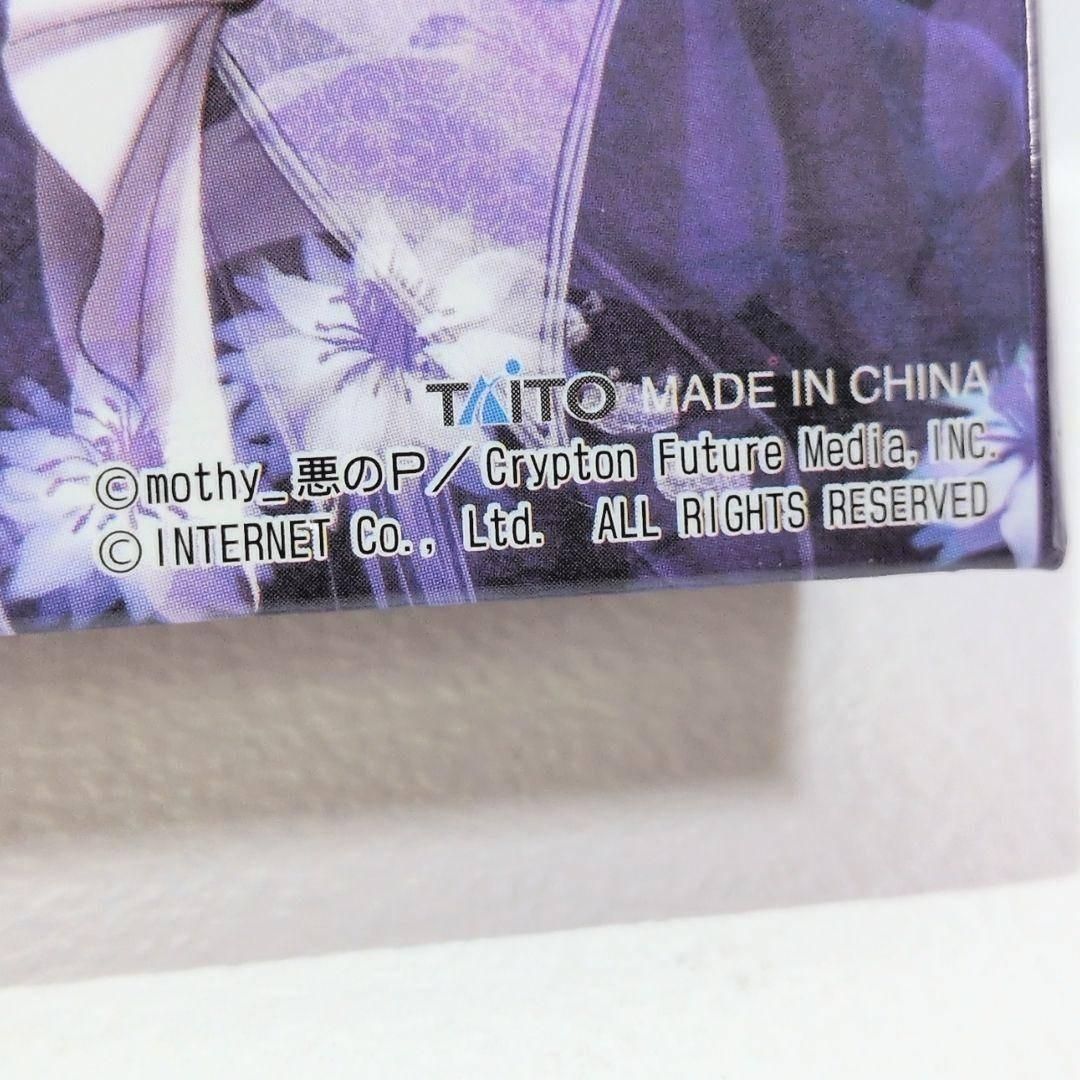 TAITO® MADE IN CHINA
©mothy_悪のP／Crypton Future Media, INC.
©INTERNET Co., Ltd. ALL RIGHTS RESERVED